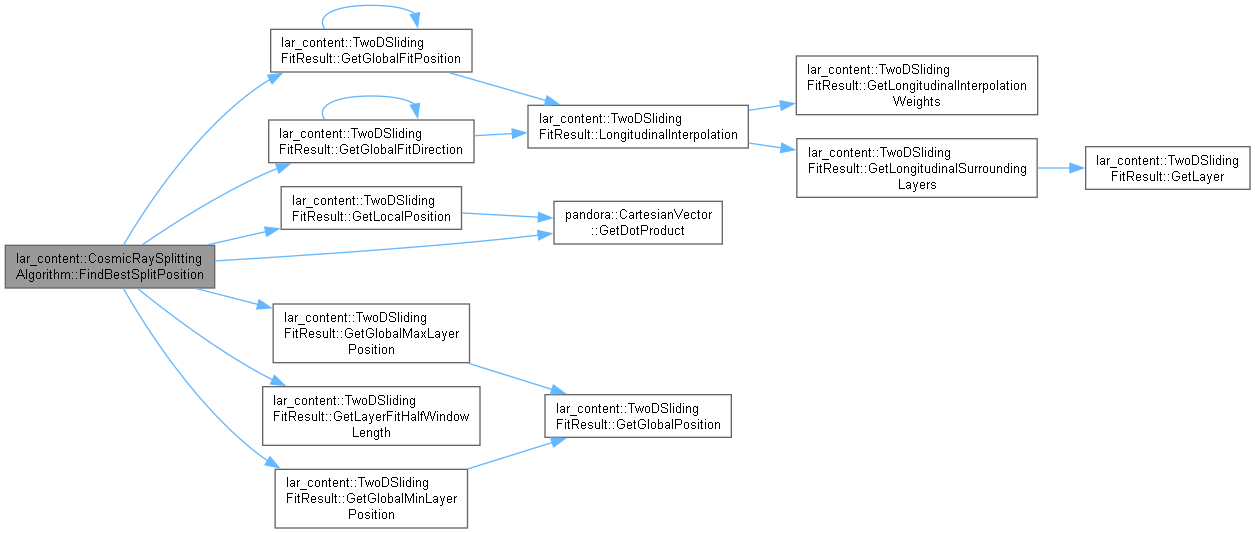 lar_content::CosmicRaySplitting
Algorithm::FindBestSplitPosition
lar_content::TwoDSliding
FitResult::GetGlobalFitPosition
lar_content::TwoDSliding
FitResult::GetGlobalFitDirection
lar_content::TwoDSliding
FitResult::GetLocalPosition
lar_content::TwoDSliding
FitResult::GetGlobalMaxLayer
Position
lar_content::TwoDSliding
FitResult::GetLayerFitHalfWindow
Length
lar_content::TwoDSliding
FitResult::GetGlobalMinLayer
Position
lar_content::TwoDSliding
FitResult::LongitudinalInterpolation
pandora::CartesianVector
::GetDotProduct
lar_content::TwoDSliding
FitResult::GetGlobalPosition
lar_content::TwoDSliding
FitResult::GetLongitudinalInterpolation
Weights
lar_content::TwoDSliding
FitResult::GetLongitudinalSurrounding
Layers
lar_content::TwoDSliding
FitResult::GetLayer